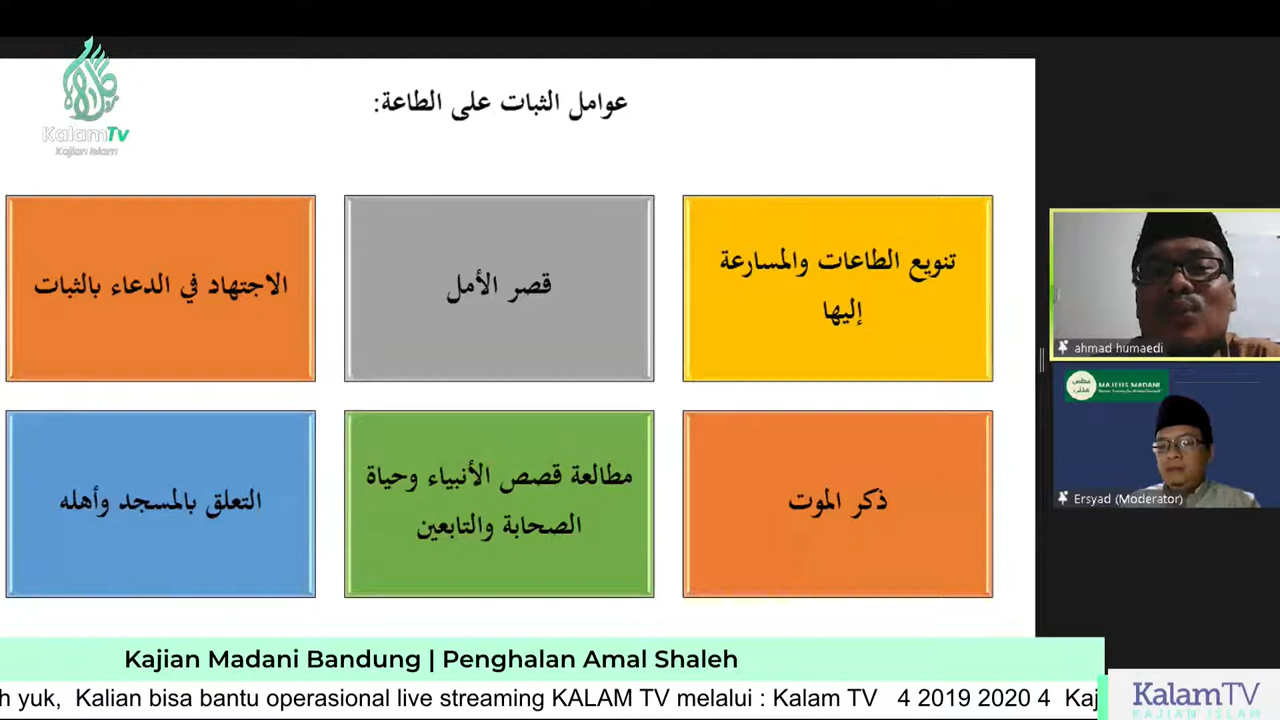 KalamTv
Kajian Islam
عوامل الثبات على الطاعة:
تنويع الطاعات والمسارعة
إليها
قصر الأمل
الاجتهاد في الدعاء بالثبات
ذكر الموت
مطالعة قصص الأنبياء وحياة
الصحابة والتابعين
التعلق بالمسجد وأهله
ahmad humaedi
MAJELIS MADANI
Ersyad (Moderator)
Kajian Madani Bandung | Penghalan Amal Shaleh
h yuk, Kalian bisa bantu operasional live streaming KALAM TV melalui : Kalam TV 4 2019 2020 4 Kaj
KalamTV
KAJIAN ISLAM